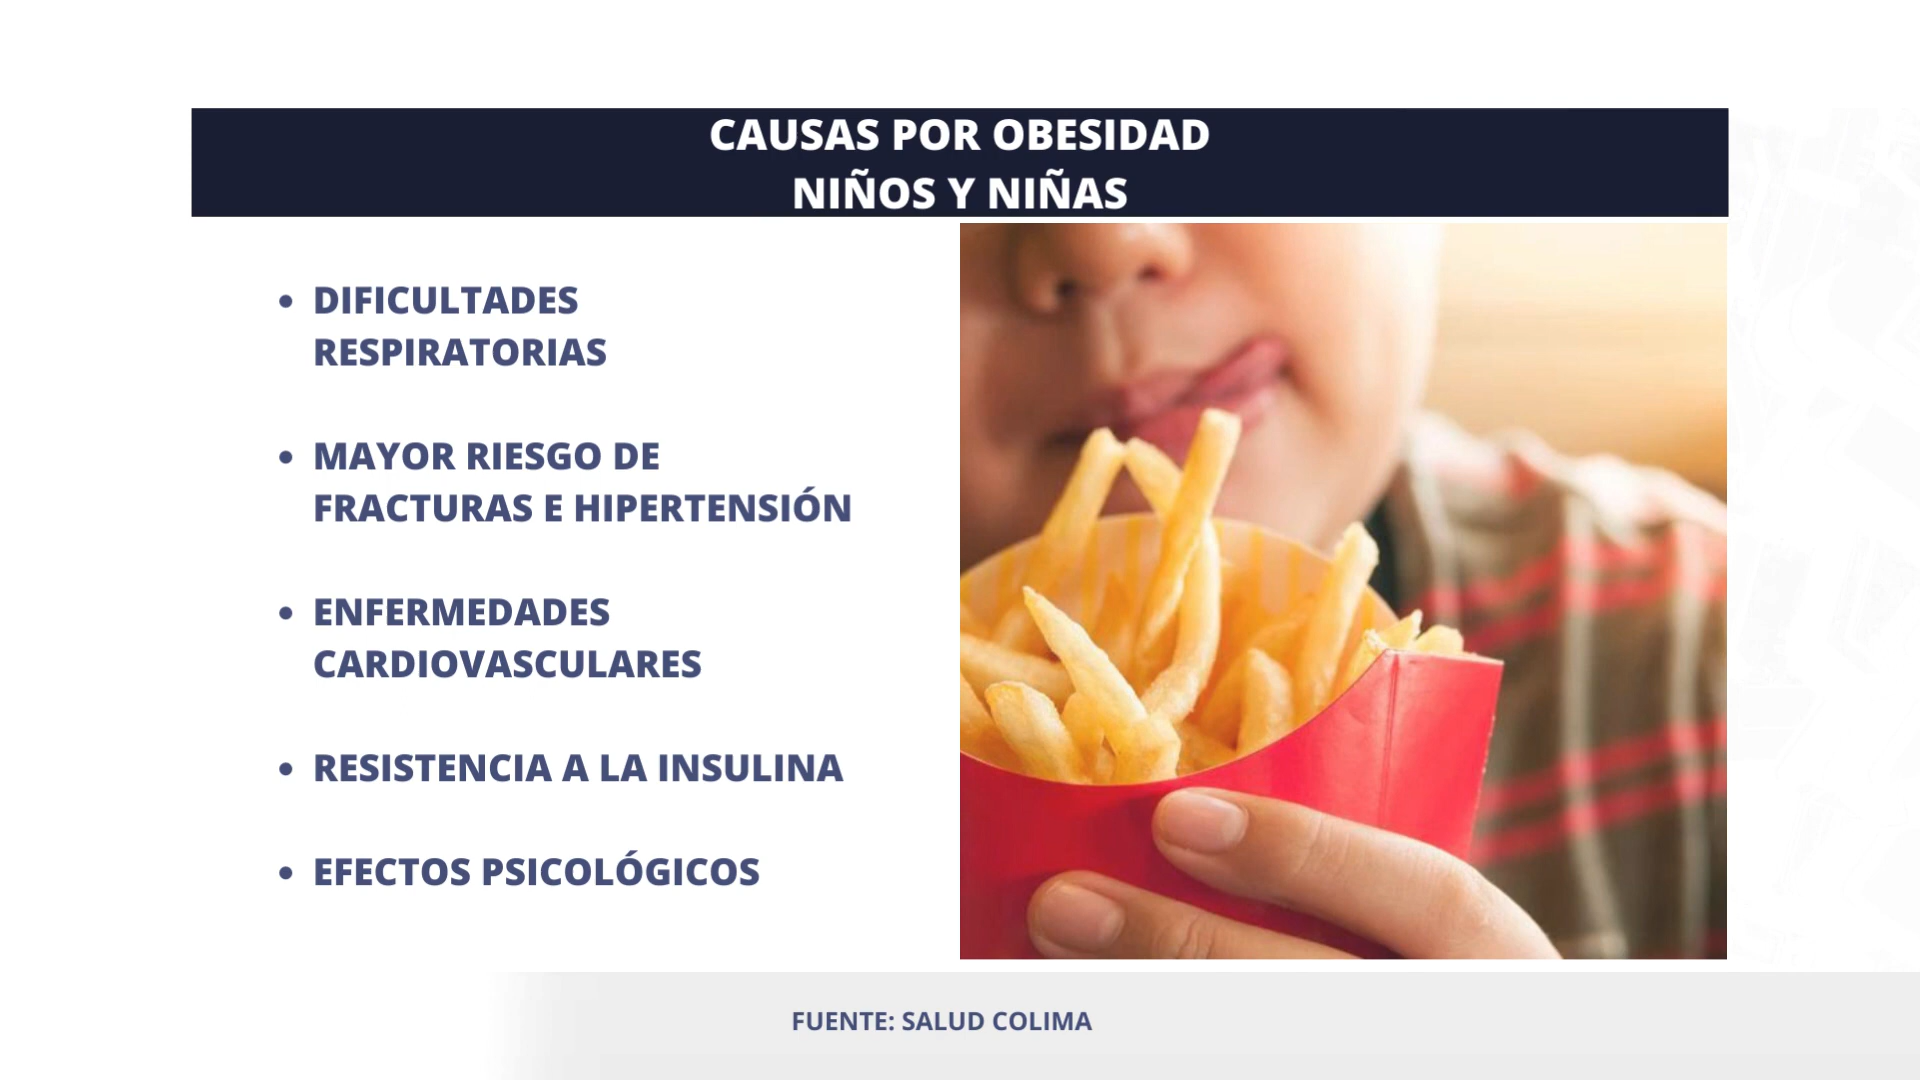 CAUSAS POR OBESIDAD
NIÑOS Y NIÑAS
• DIFICULTADES
RESPIRATORIAS
• MAYOR RIESGO DE
FRACTURAS E HIPERTENSIÓN
• ENFERMEDADES
CARDIOVASCULARES
• RESISTENCIA A LA INSULINA
• EFECTOS PSICOLÓGICOS
FUENTE: SALUD COLIMA